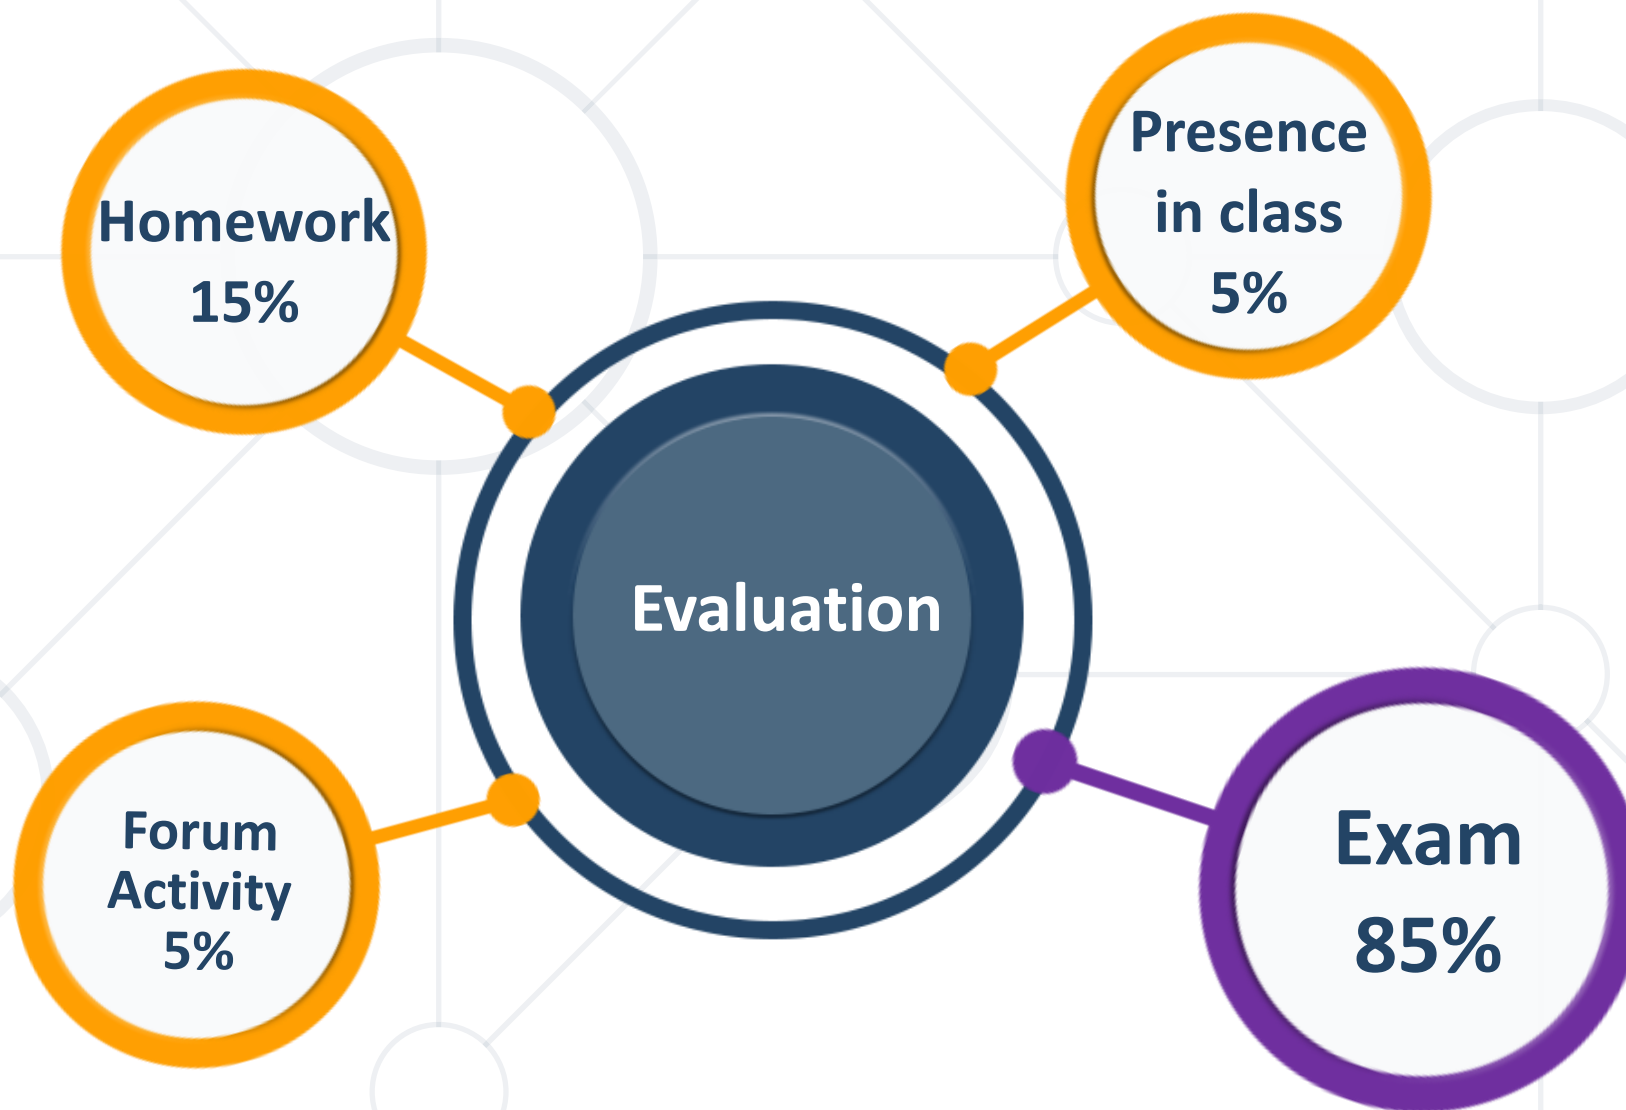 Homework
15%
Presence
in class
5%
Evaluation
Forum
Activity
5%
Exam
85%